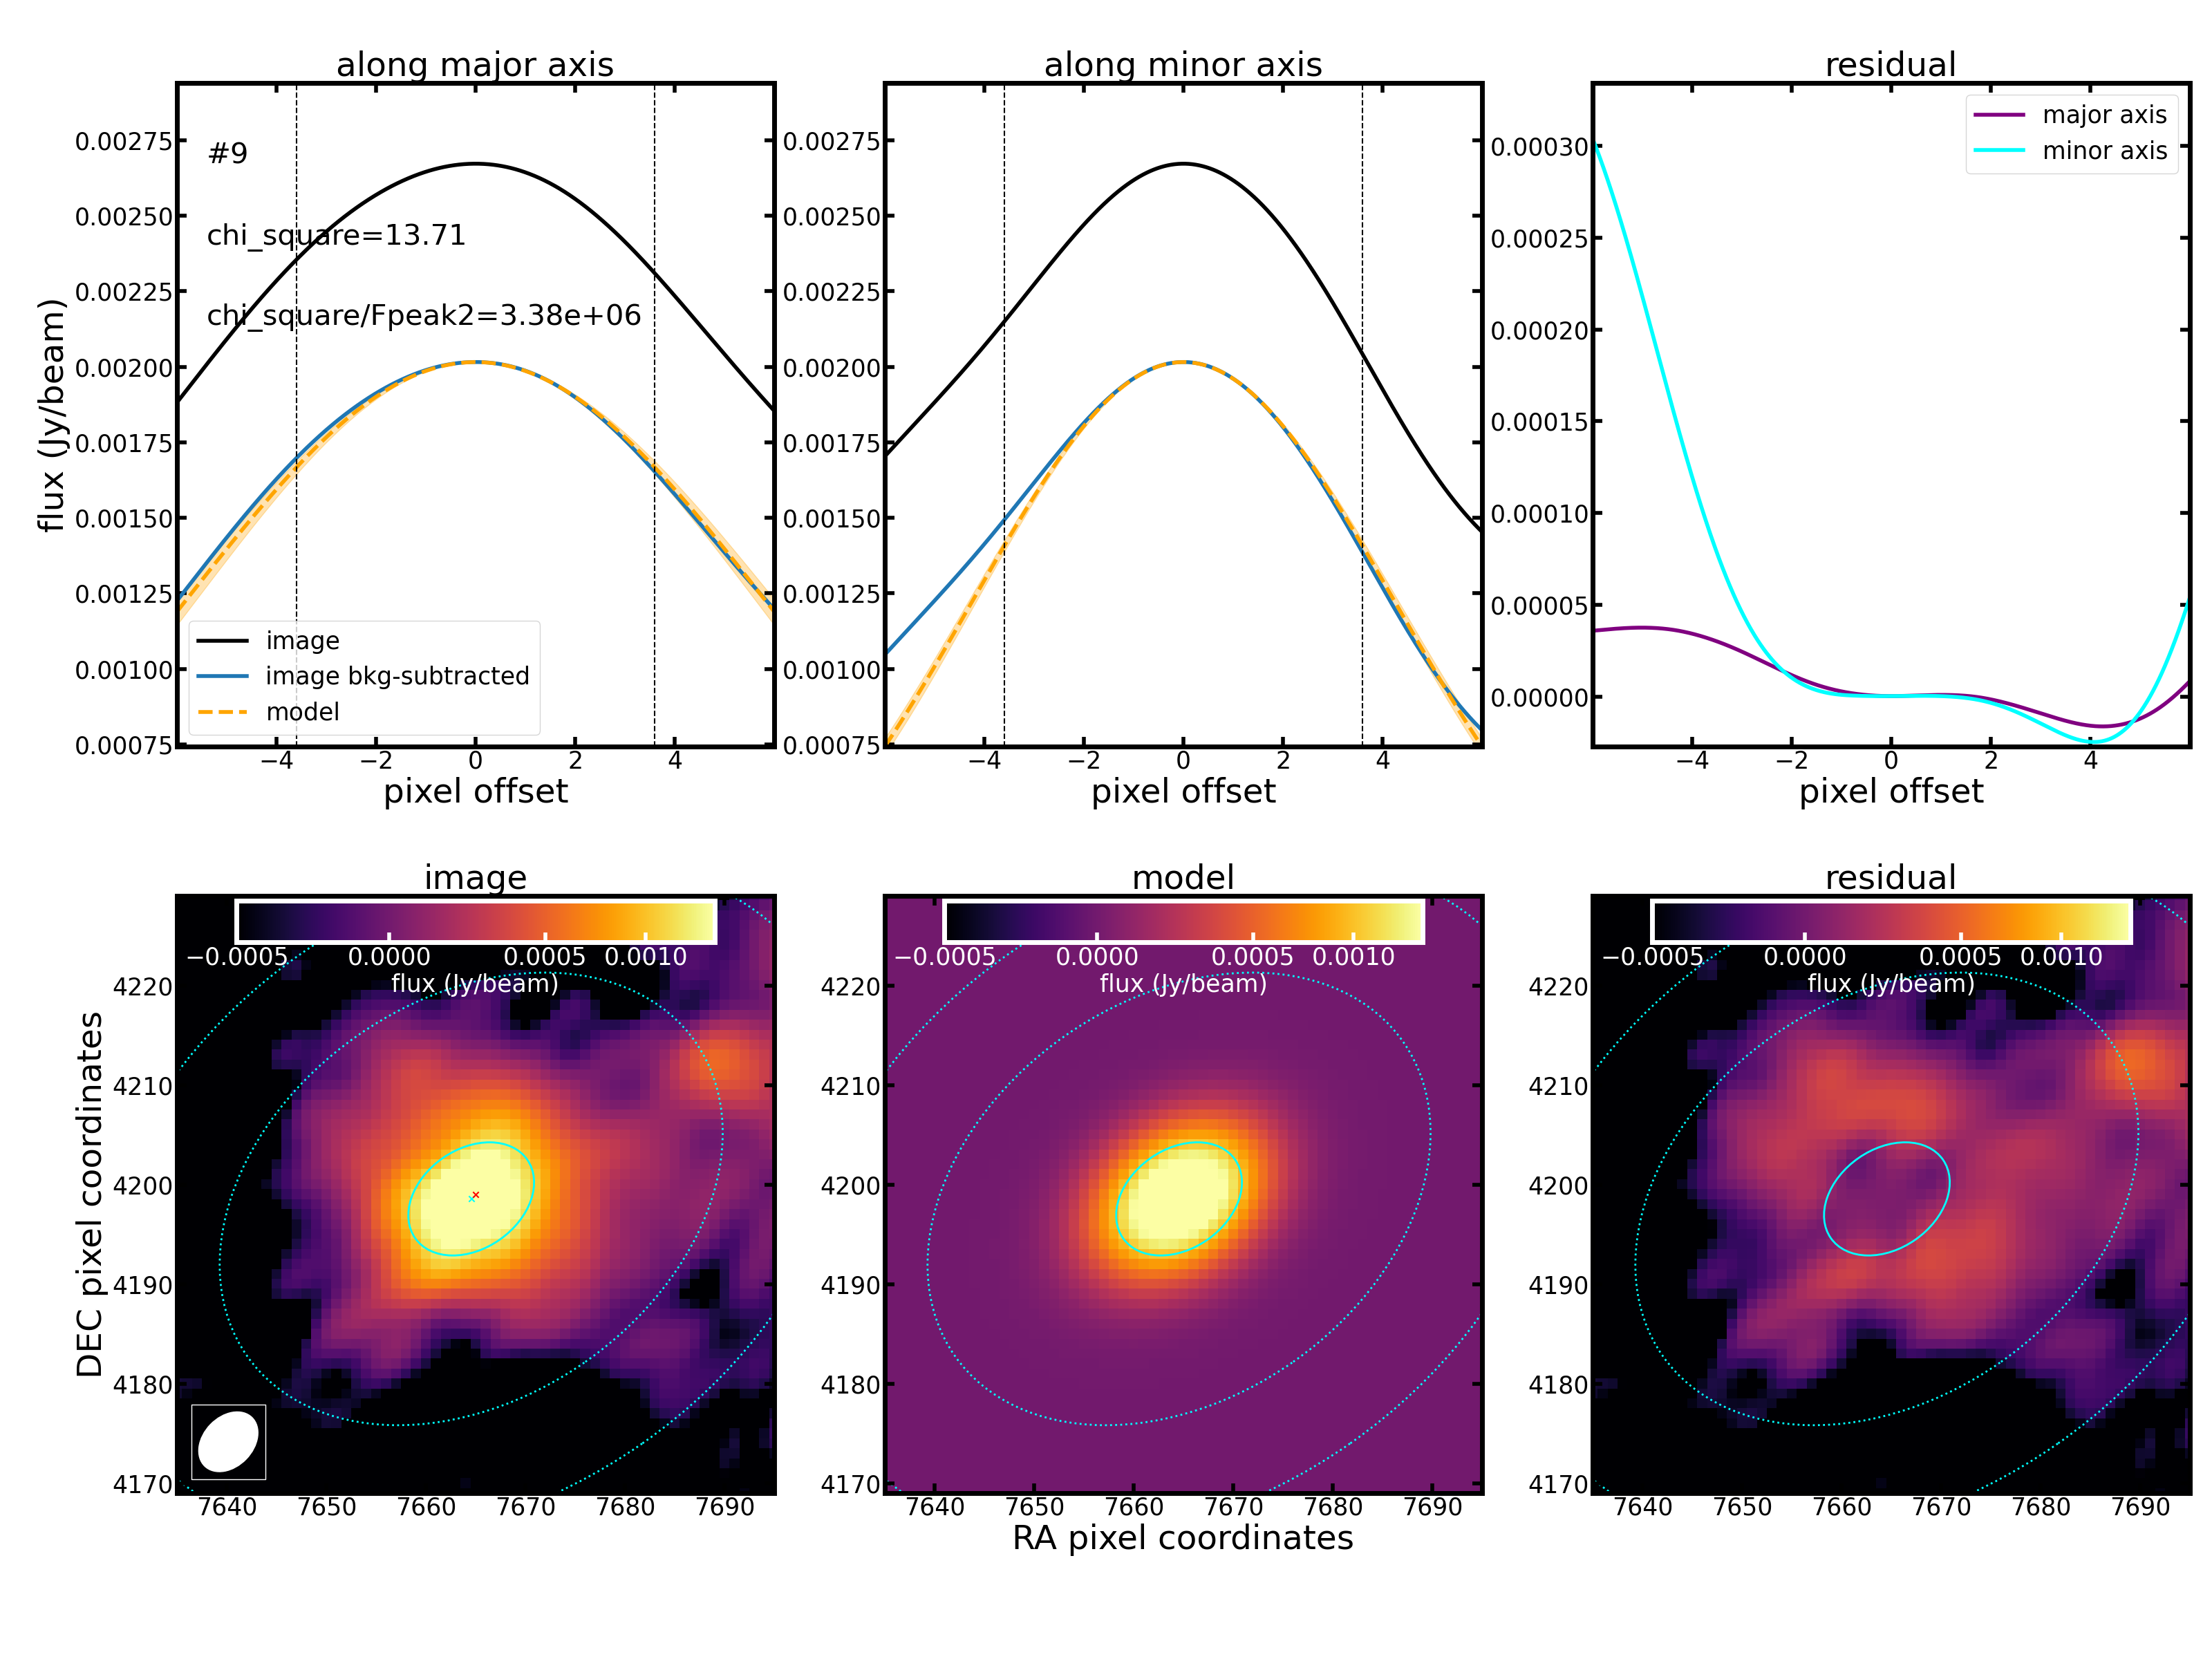 along major axis
along minor axis
residual
#9
chi_square=13.71
chi_square/Fpeak2=3.38e+06
flux (Jy/beam)
0.00275
0.00250
0.00225
0.00200
0.00175
0.00150
0.00125
0.00100
0.00075
image
image bkg-subtracted
model
−4 −2 0 2 4
pixel offset
0.00275
0.00250
0.00225
0.00200
0.00175
0.00150
0.00125
0.00100
0.00075
−4 −2 0 2 4
pixel offset
major axis
minor axis
0.00030
0.00025
0.00020
0.00015
0.00010
0.00005
0.00000
−4 −2 0 2 4
pixel offset
image
−0.0005 0.0000 0.0005 0.0010
flux (Jy/beam)
DEC pixel coordinates
4220
4210
4200
4190
4180
4170
7640 7650 7660 7670 7680 7690
model
−0.0005 0.0000 0.0005 0.0010
flux (Jy/beam)
4220
4210
4200
4190
4180
4170
7640 7650 7660 7670 7680 7690
RA pixel coordinates
residual
−0.0005 0.0000 0.0005 0.0010
flux (Jy/beam)
4220
4210
4200
4190
4180
4170
7640 7650 7660 7670 7680 7690